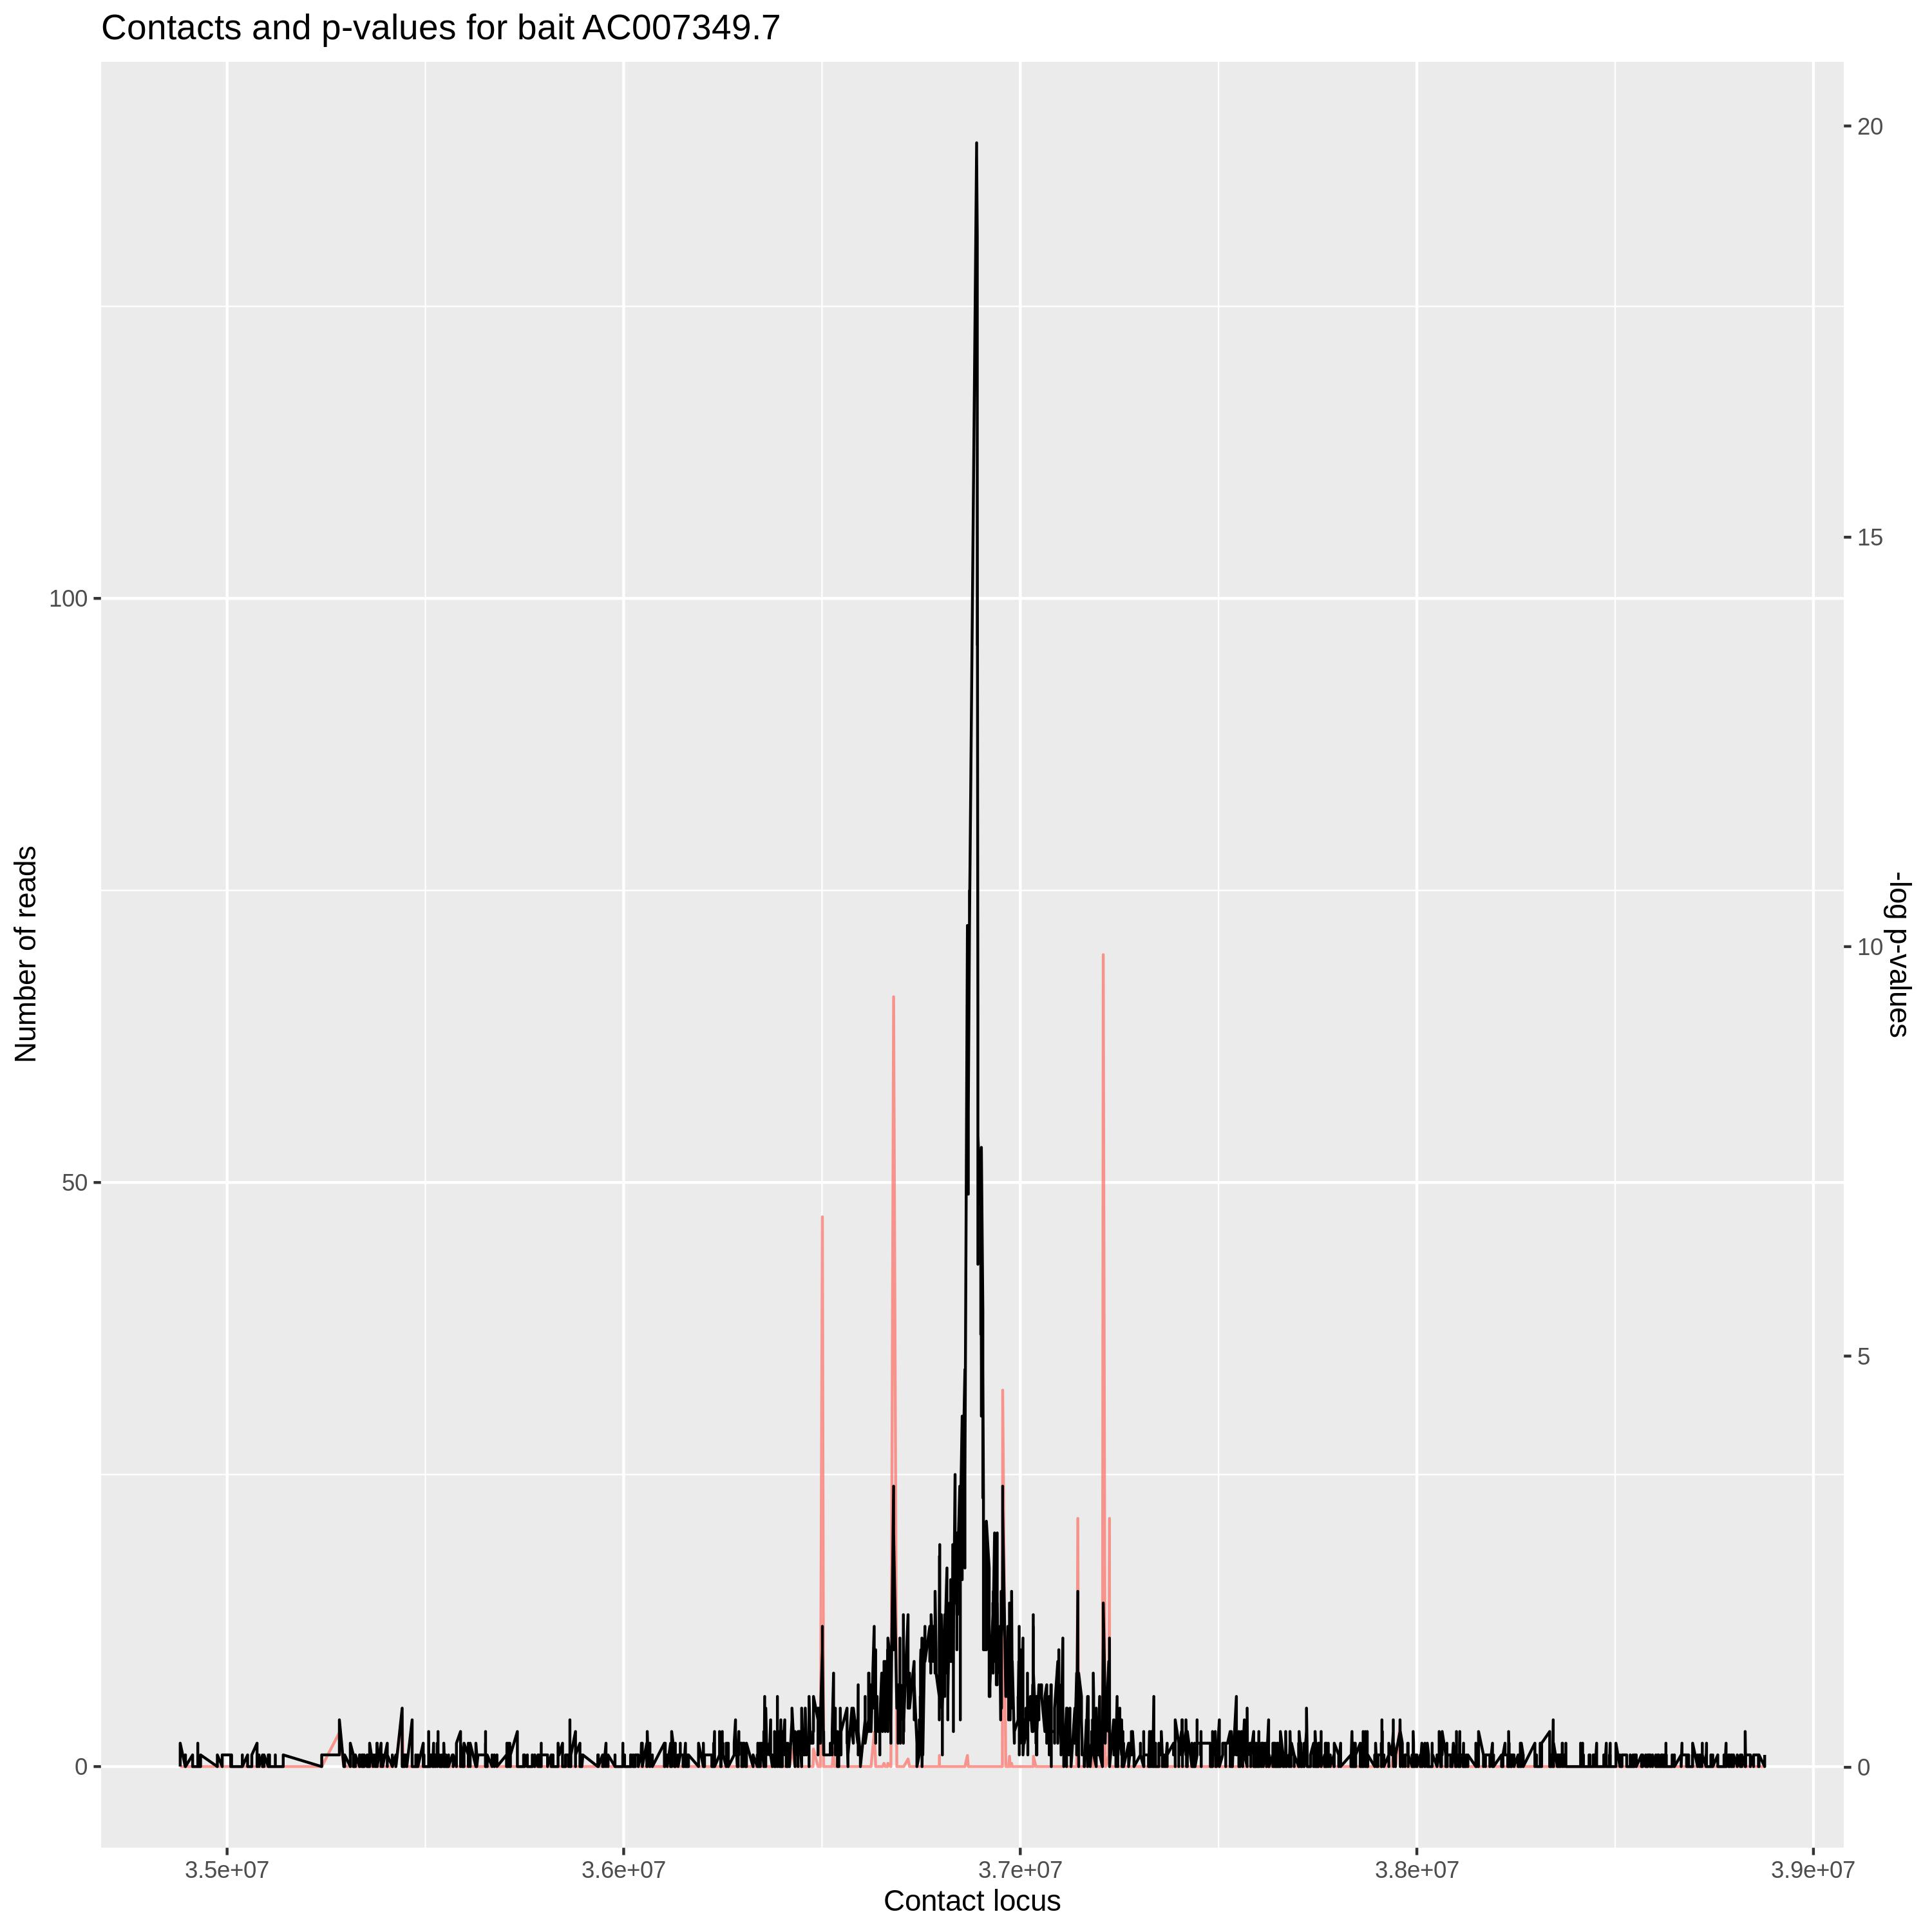 Contacts and p-values for bait AC007349.7
Number of reads
100
50
0
20
15
10
5
0
-log p-values
3.5e+07
3.6e+07
3.7e+07
3.8e+07
3.9e+07
Contact locus